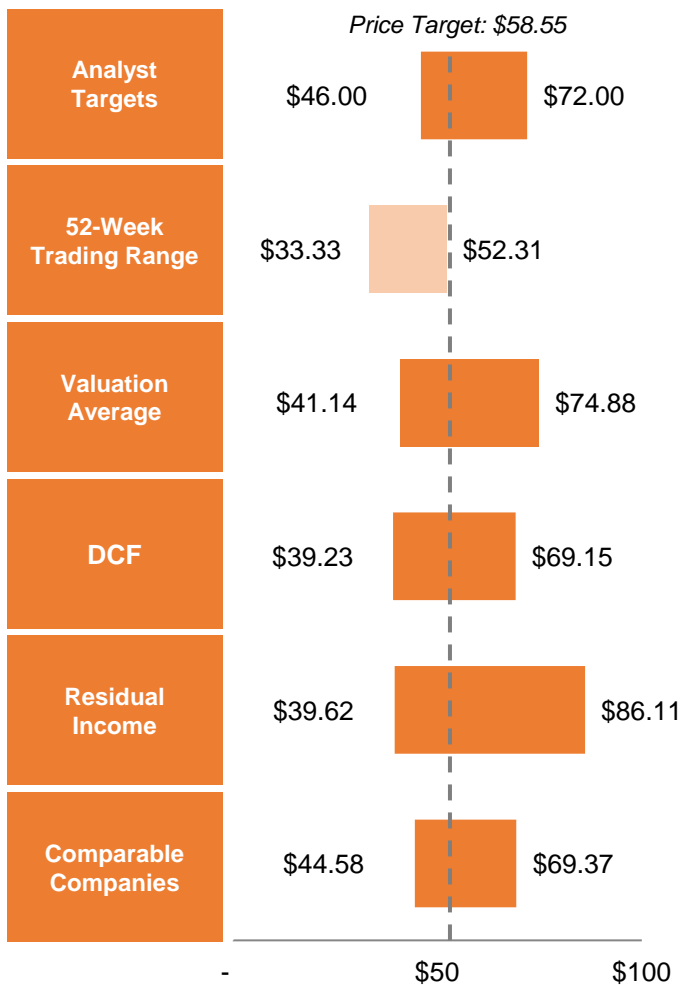 Price Target: $58.55
Analyst
Targets
$46.00
$72.00
52-Week
Trading Range
$33.33
$52.31
Valuation
Average
$41.14
$74.88
DCF
$39.23
$69.15
Residual
Income
$39.62
$86.11
Comparable
Companies
$44.58
$69.37
- $50 $100